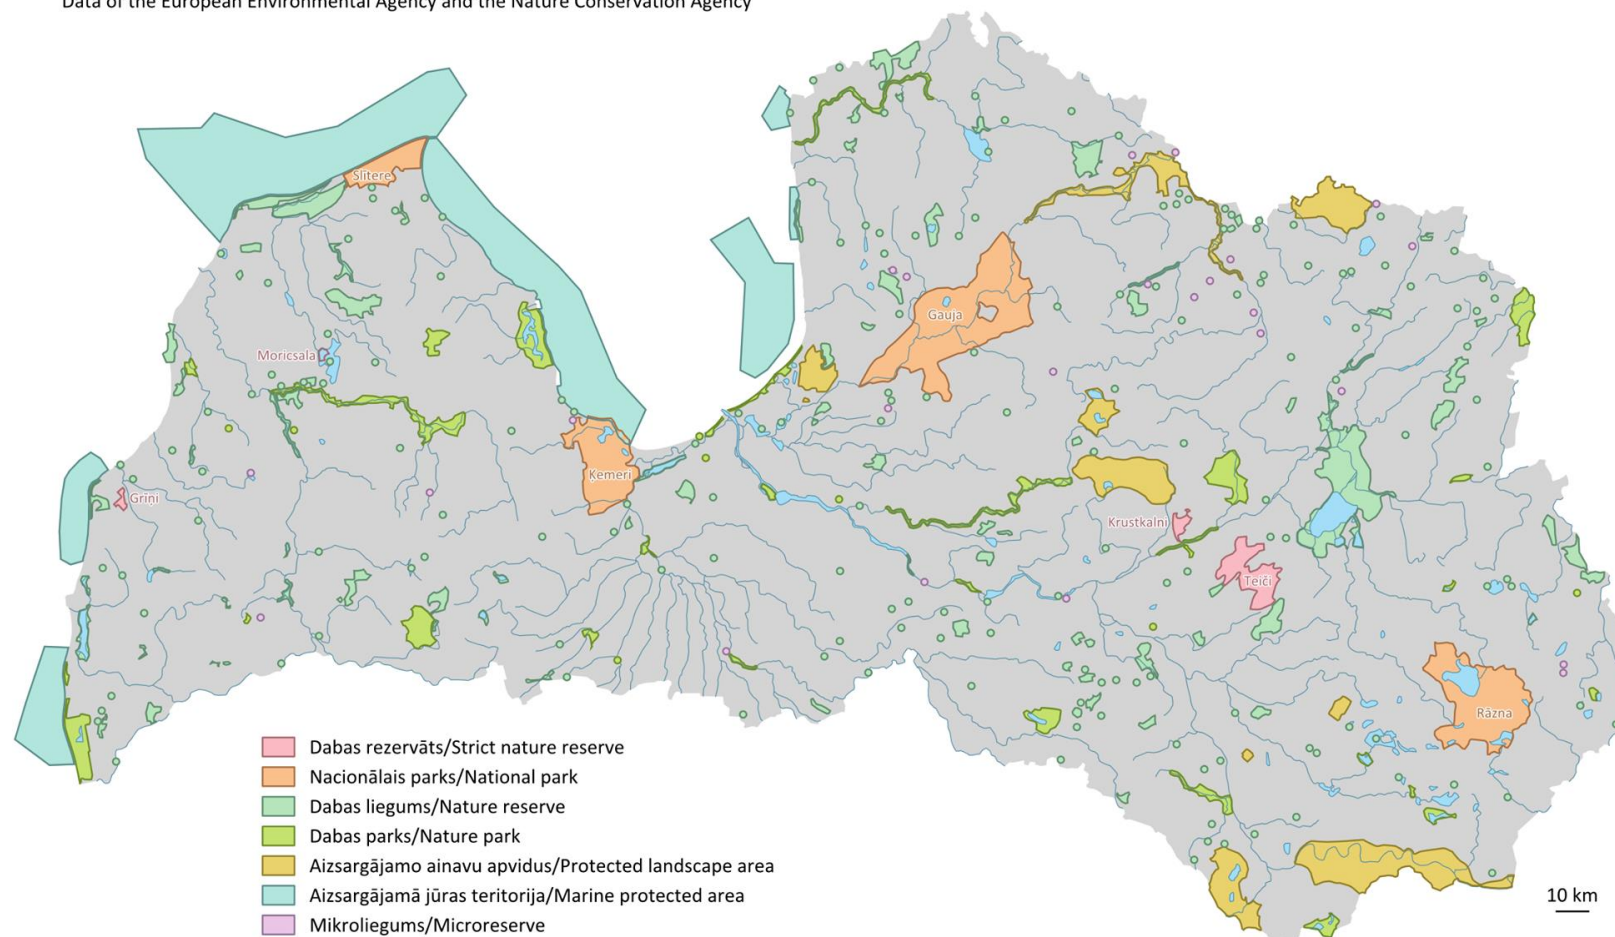 Data of the European Environmental Agency and the Nature Conservation Agency
Slītere
Gauja
Moricsala
Ķemeri
Griņi
Krustkalni
Teiči
Rāzna
Dabas rezervāts/Strict nature reserve
Nacionālais parks/National park
Dabas liegums/Nature reserve
Dabas parks/Nature park
Aizsargājamo ainavu apvidus/Protected landscape area
Aizsargājamā jūras teritorija/Marine protected area
Mikroliegums/Microreserve
10 km